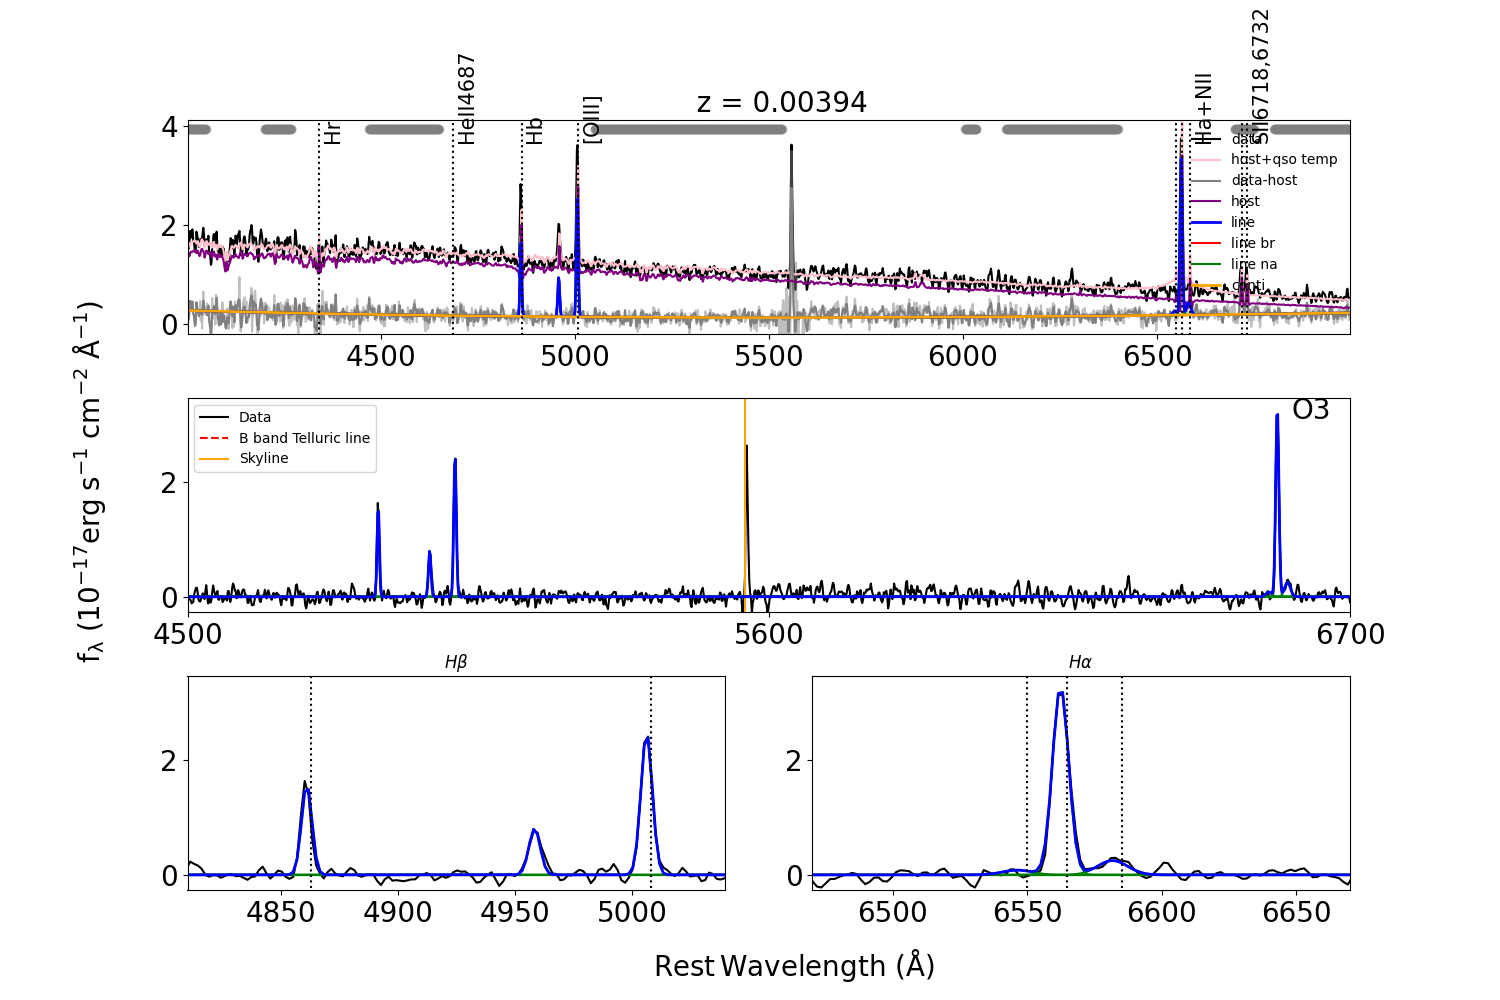 z = 0.00394
Hr
HeII4687
Hb
[OIII]
Ha+NII
SII6718,6732
4
2
0
data
host+qso temp
data-host
host
line
line br
line na
conti
4500 5000 5500 6000 6500
fλ (10⁻¹⁷erg s⁻¹ cm⁻² Å⁻¹)
Data
B band Telluric line
Skyline
O3
2
0
4500 5600 6700
Hβ
2
0
4850 4900 4950 5000
Hα
2
0
6500 6550 6600 6650
Rest Wavelength (Å)